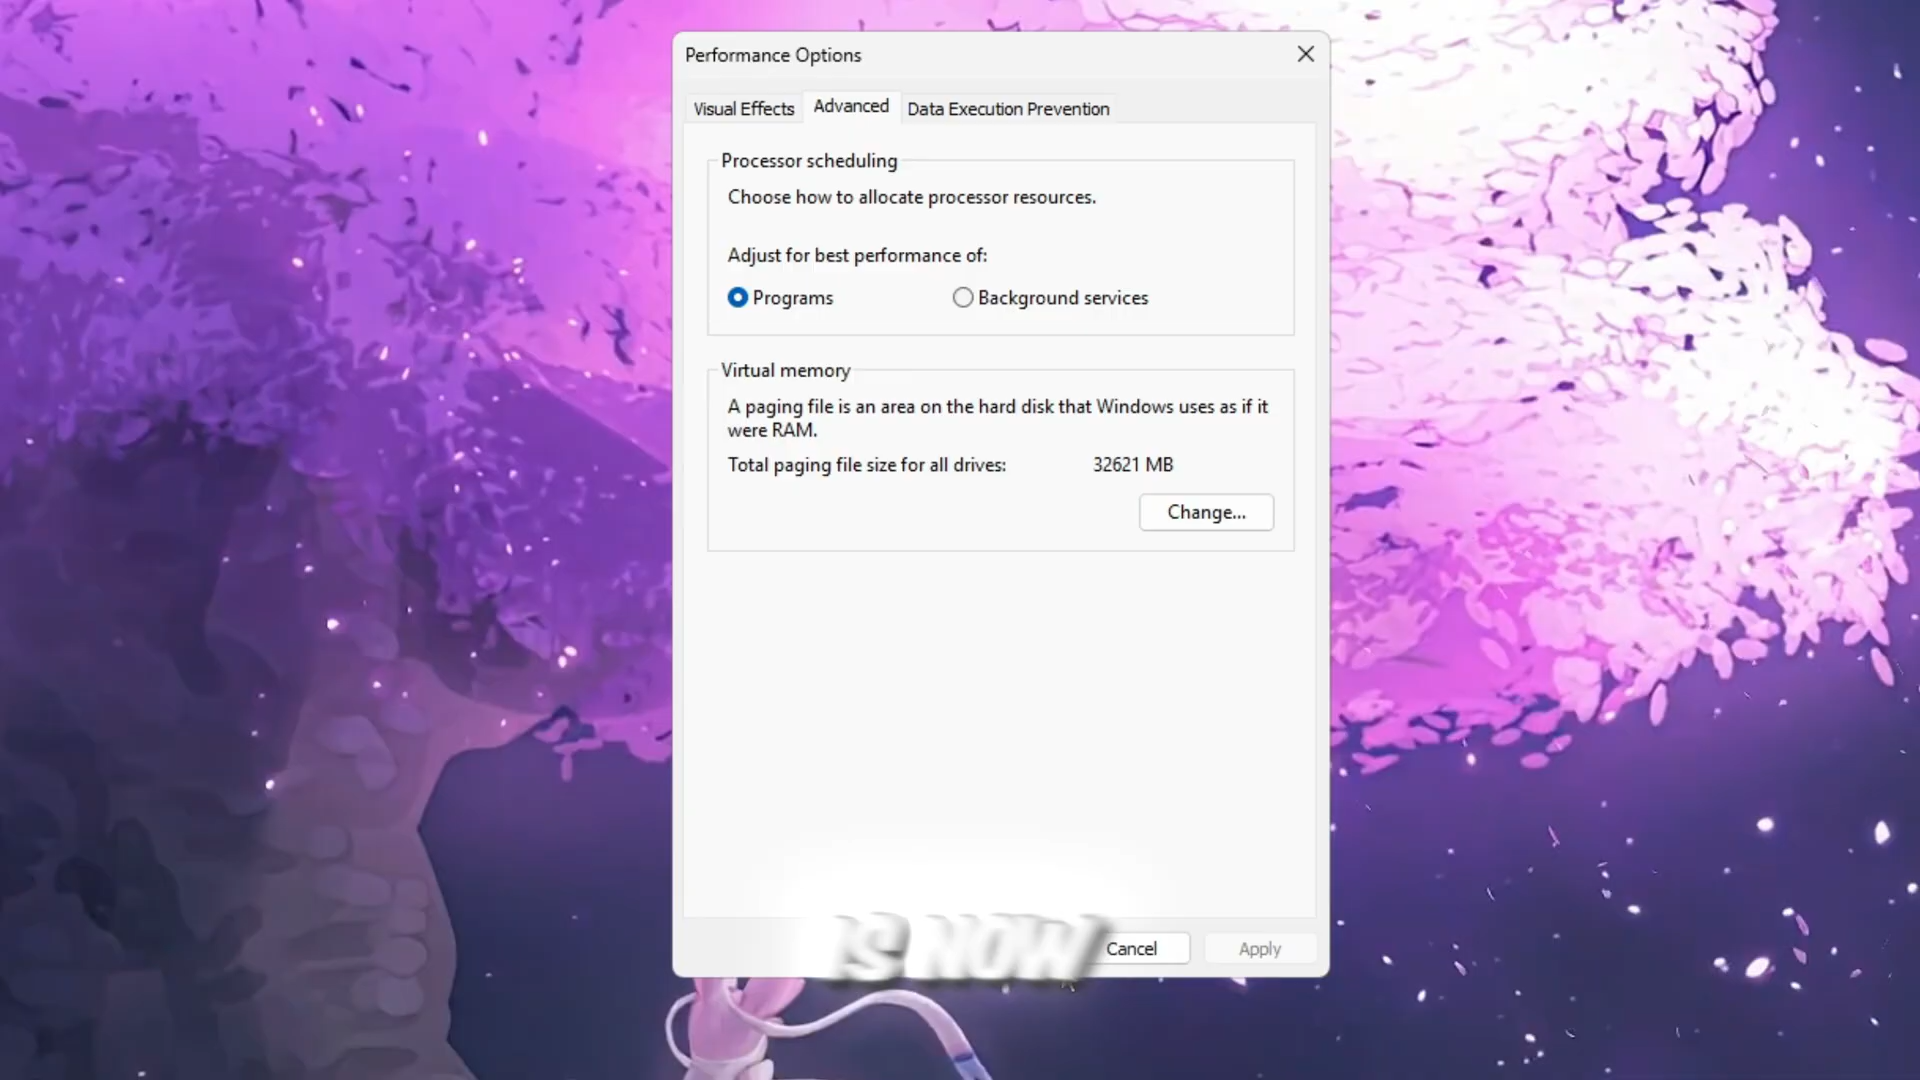 Performance Options
Visual Effects Advanced Data Execution Prevention
Processor scheduling
Choose how to allocate processor resources.
Adjust for best performance of:
Programs Background services
Virtual memory
A paging file is an area on the hard disk that Windows uses as if it
were RAM.
Total paging file size for all drives: 32621 MB
Change...
IS NOW
Cancel Apply